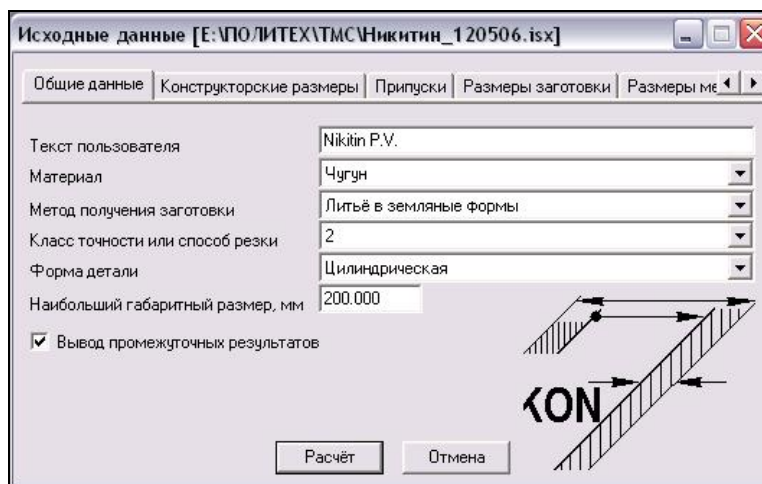 Исходные данные [E:\ПОЛИТЕХ\ТМС\Никитин_120506.isx]
Общие данные Конструкторские размеры Припуски Размеры заготовки Размеры ме
Текст пользователя Nikitin P.V.
Материал Чугун
Метод получения заготовки Литьё в земляные формы
Класс точности или способ резки 2
Форма детали Цилиндрическая
Наибольший габаритный размер, мм 200.000
Вывод промежуточных результатов
KON
Расчёт Отмена